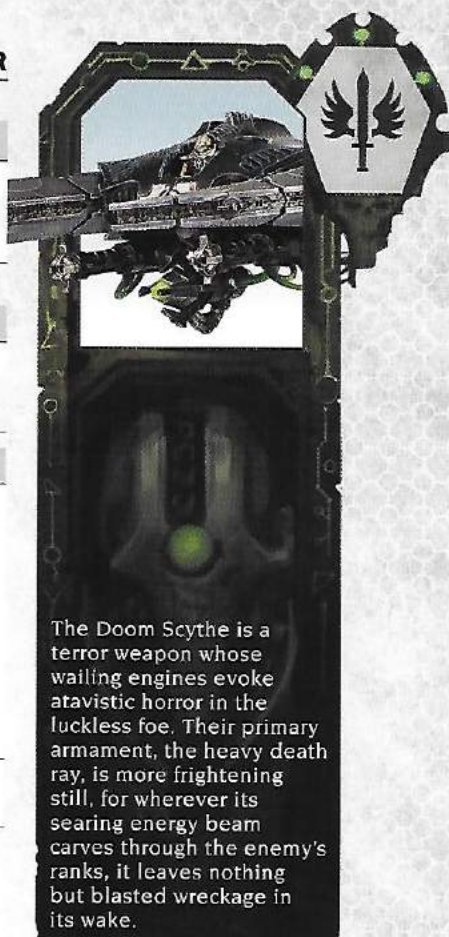 R
The Doom Scythe is a
terror weapon whose
wailing engines evoke
atavistic horror in the
luckless foe. Their primary
armament, the heavy death
ray, is more frightening
still, for wherever its
searing energy beam
carves through the enemy's
ranks, it leaves nothing
but blasted wreckage in
its wake.